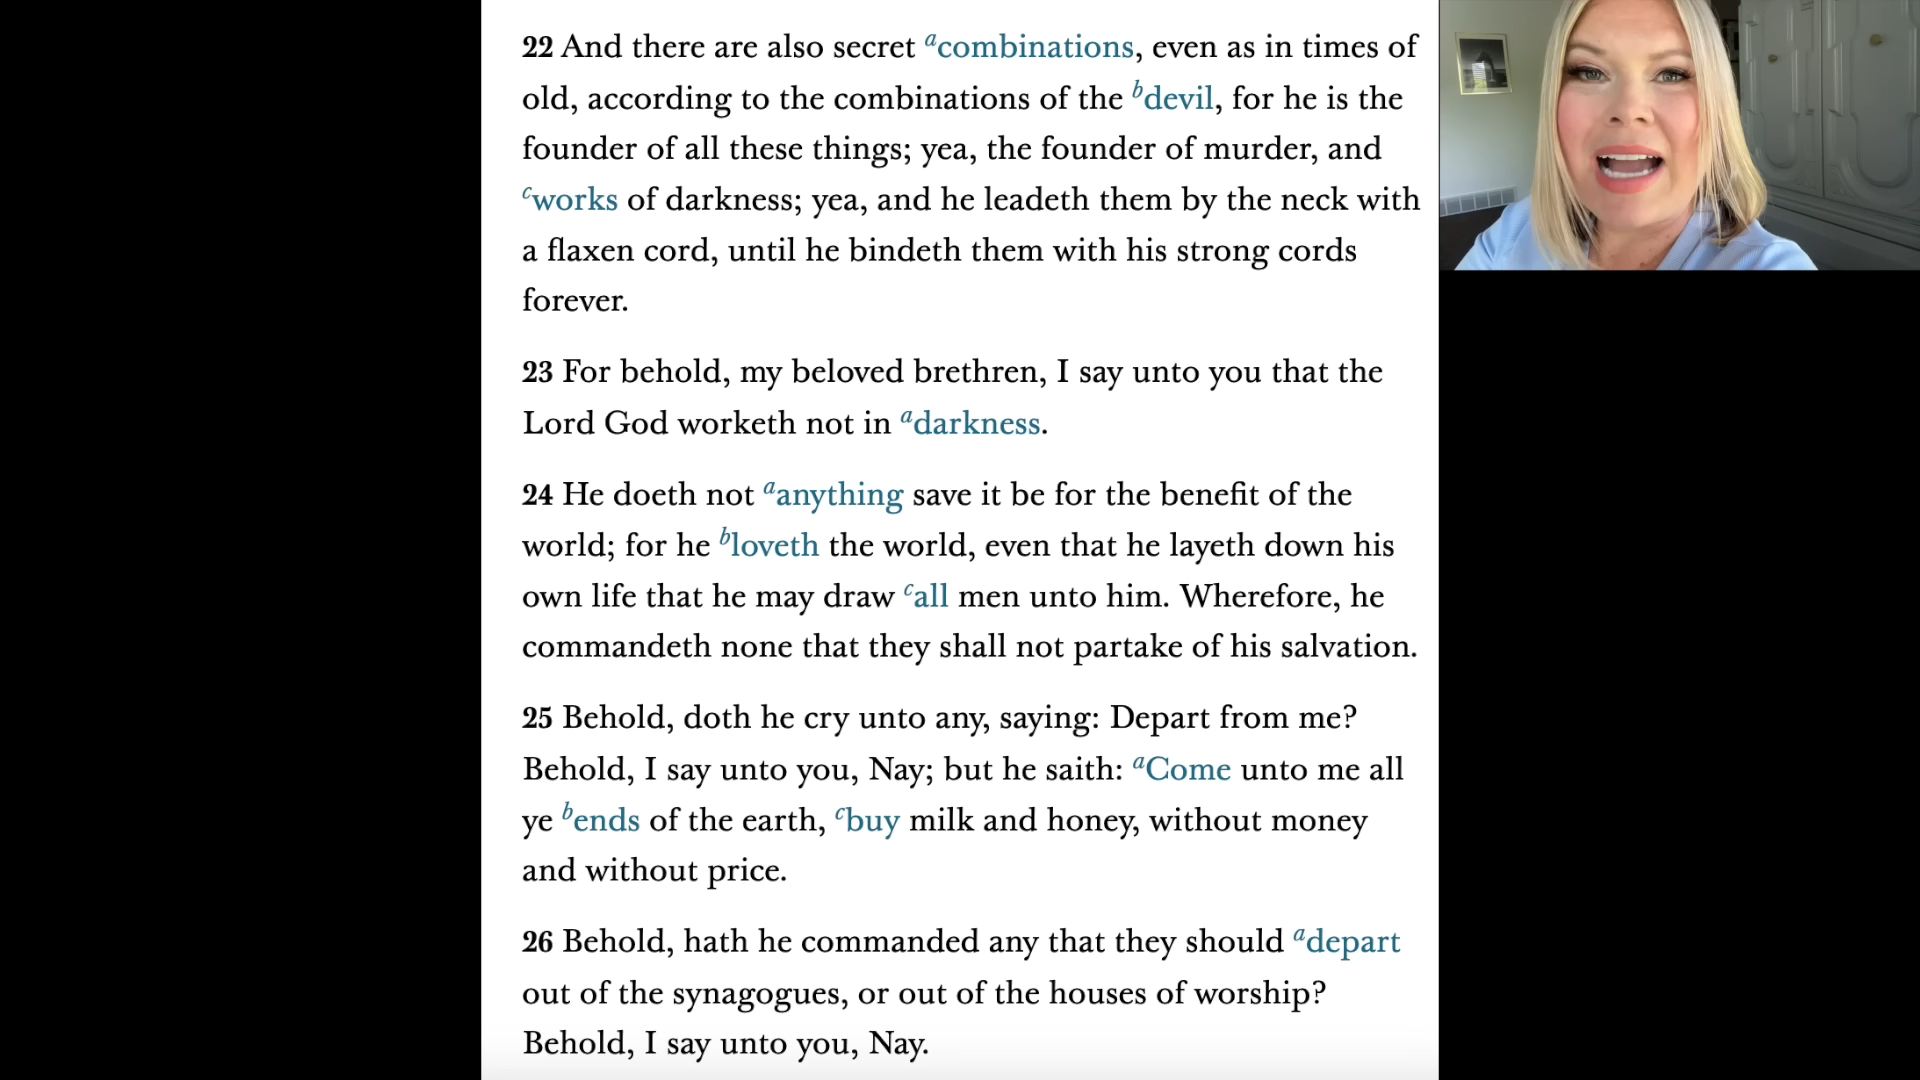 22 And there are also secret acombinations, even as in times of
old, according to the combinations of the bdevil, for he is the
founder of all these things; yea, the founder of murder, and
cworks of darkness; yea, and he leadeth them by the neck with
a flaxen cord, until he bindeth them with his strong cords
forever.
23 For behold, my beloved brethren, I say unto you that the
Lord God worketh not in adarkness.
24 He doeth not aanything save it be for the benefit of the
world; for he bloveth the world, even that he layeth down his
own life that he may draw call men unto him. Wherefore, he
commandeth none that they shall not partake of his salvation.
25 Behold, doth he cry unto any, saying: Depart from me?
Behold, I say unto you, Nay; but he saith: aCome unto me all
ye bends of the earth, cbuy milk and honey, without money
and without price.
26 Behold, hath he commanded any that they should adepart
out of the synagogues, or out of the houses of worship?
Behold, I say unto you, Nay.